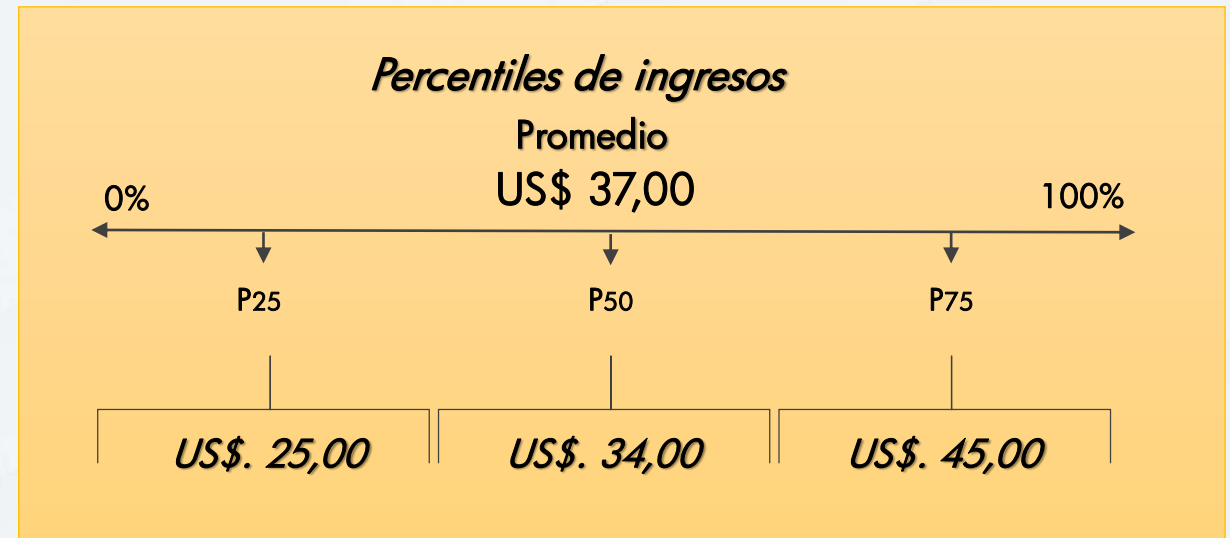 Percentiles de ingresos
Promedio
US$ 37,00
0%
100%
P25
P50
P75
US$. 25,00
US$. 34,00
US$. 45,00